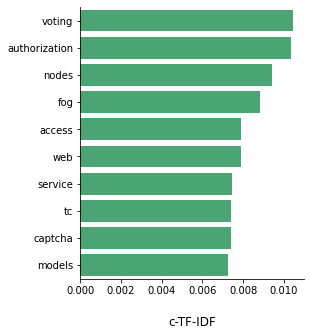 voting
authorization
nodes
fog
access
web
service
tc
captcha
models
0.000 0.002 0.004 0.006 0.008 0.010
c-TF-IDF